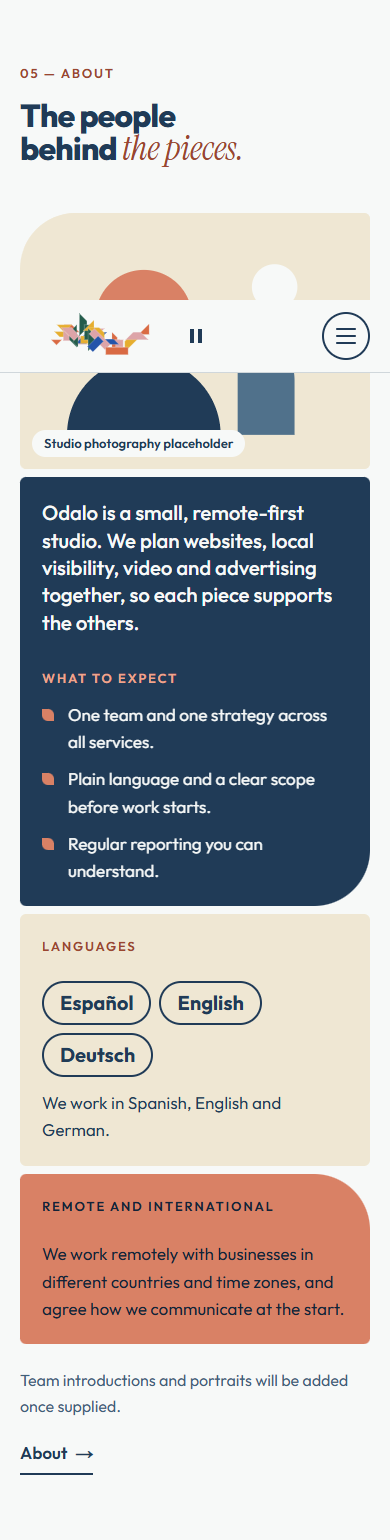 05 — ABOUT
The people
behind the pieces.
Studio photography placeholder
Odalo is a small, remote-first
studio. We plan websites, local
visibility, video and advertising
together, so each piece supports
the others.
WHAT TO EXPECT
One team and one strategy across
all services.
Plain language and a clear scope
before work starts.
Regular reporting you can
understand.
LANGUAGES
Español English
Deutsch
We work in Spanish, English and
German.
REMOTE AND INTERNATIONAL
We work remotely with businesses in
different countries and time zones, and
agree how we communicate at the start.
Team introductions and portraits will be added
once supplied.
About →